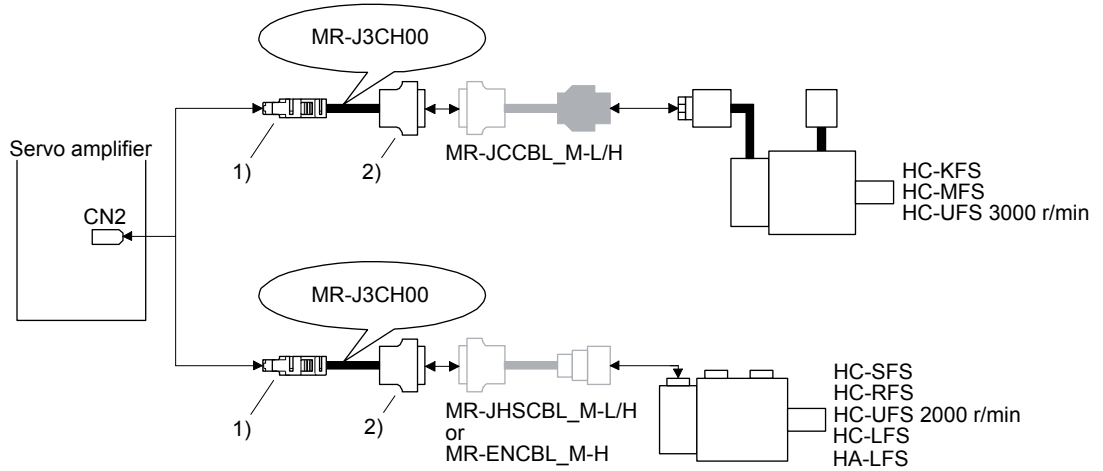 MR-J3CH00
Servo amplifier
CN2
1)
2)
MR-JCCBL_M-L/H
HC-KFS
HC-MFS
HC-UFS 3000 r/min
MR-J3CH00
1)
2)
MR-JHSCBL_M-L/H
or
MR-ENCBL_M-H
HC-SFS
HC-RFS
HC-UFS 2000 r/min
HC-LFS
HA-LFS